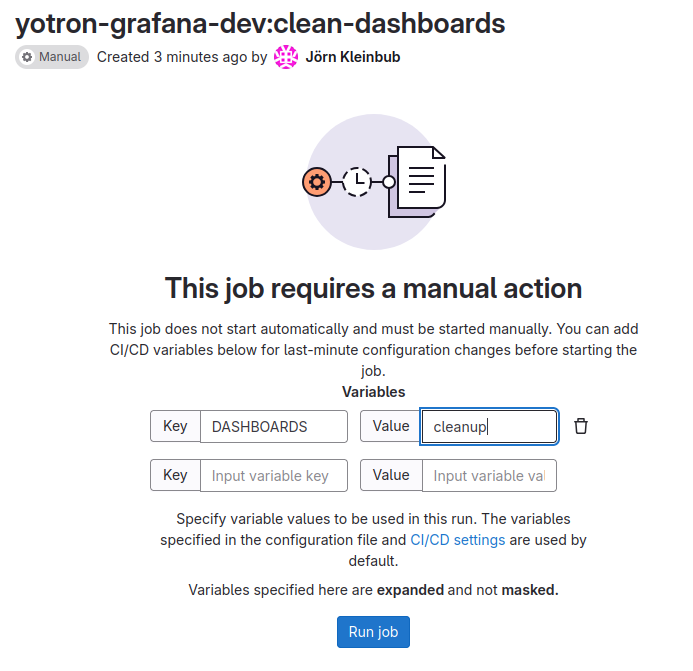 yotron-grafana-dev:clean-dashboards
Manual Created 3 minutes ago by Jörn Kleinbub
This job requires a manual action
This job does not start automatically and must be started manually. You can add
CI/CD variables below for last-minute configuration changes before starting the
job.
Variables
Key DASHBOARDS Value cleanup
Key Input variable key Value Input variable val
Specify variable values to be used in this run. The variables
specified in the configuration file and CI/CD settings are used by
default.
Variables specified here are expanded and not masked.
Run job